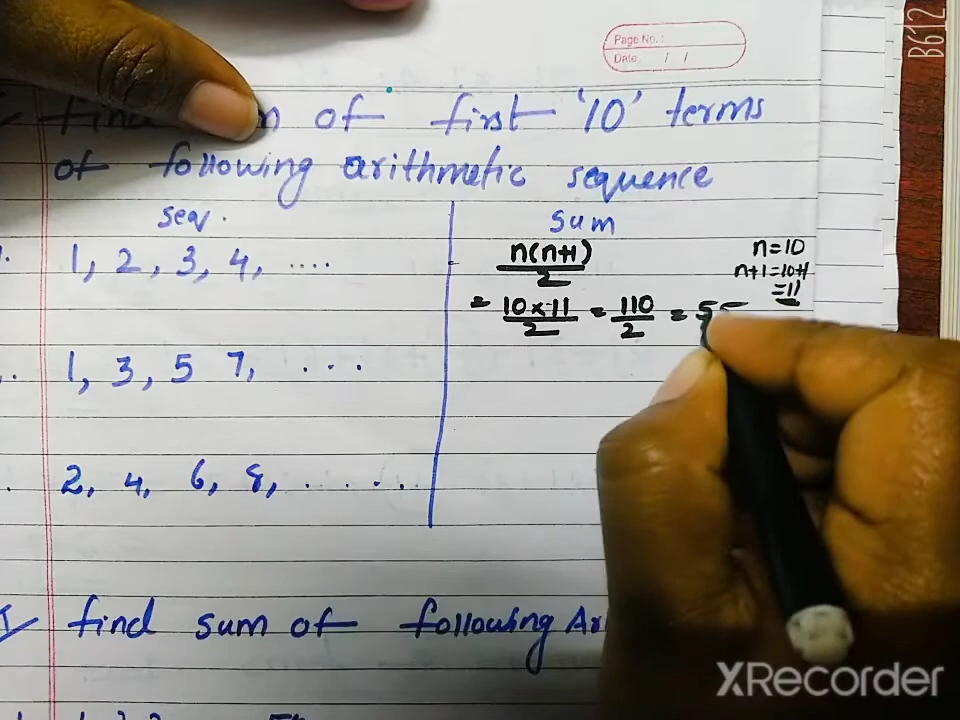 Page No.:
Date / /
B612
of first '10' terms
of following arithmetic sequence
seq. sum
1, 2, 3, 4, ....
n(n+1)/2
n=10
n+1=10+1
=11
= 10×11/2 = 110/2 = 55
1, 3, 5 7, ...
2, 4, 6, 8, .....
find sum of following
XRecorder